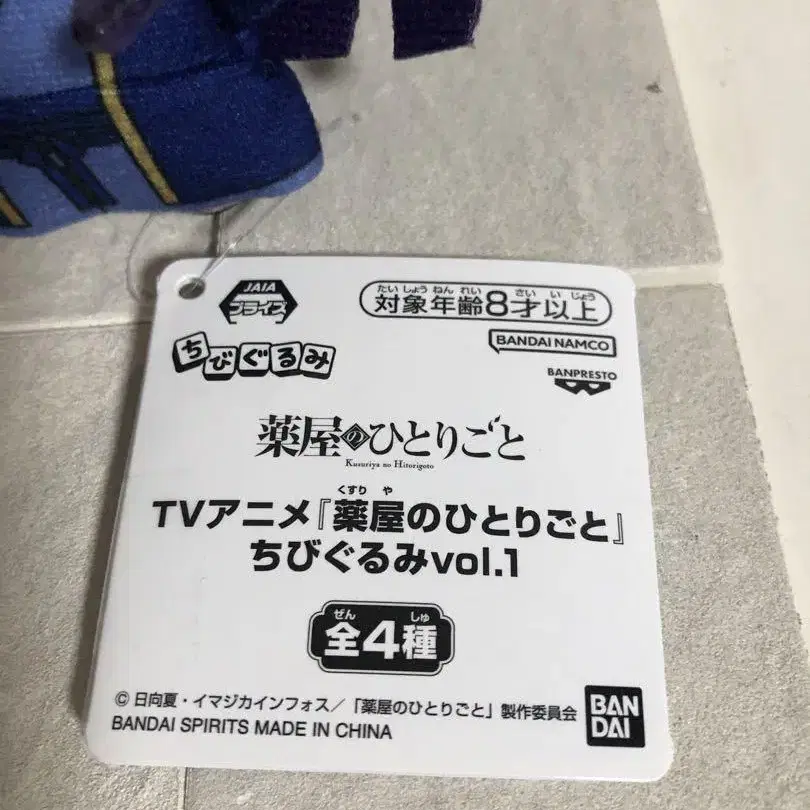 JAIA
プライズ
たいしょうねんれい さいいじょう
対象年齢8才以上
ちびぐるみ
BANDAI NAMCO
BANPRESTO
薬屋のひとりごと
Kusuriya no Hitorigoto
くすり や
TVアニメ『薬屋のひとりごと』
ちびぐるみvol.1
ぜん しゅ
全4種
© 日向夏・イマジカインフォス/「薬屋のひとりごと」製作委員会
BANDAI SPIRITS MADE IN CHINA
BAN
DAI